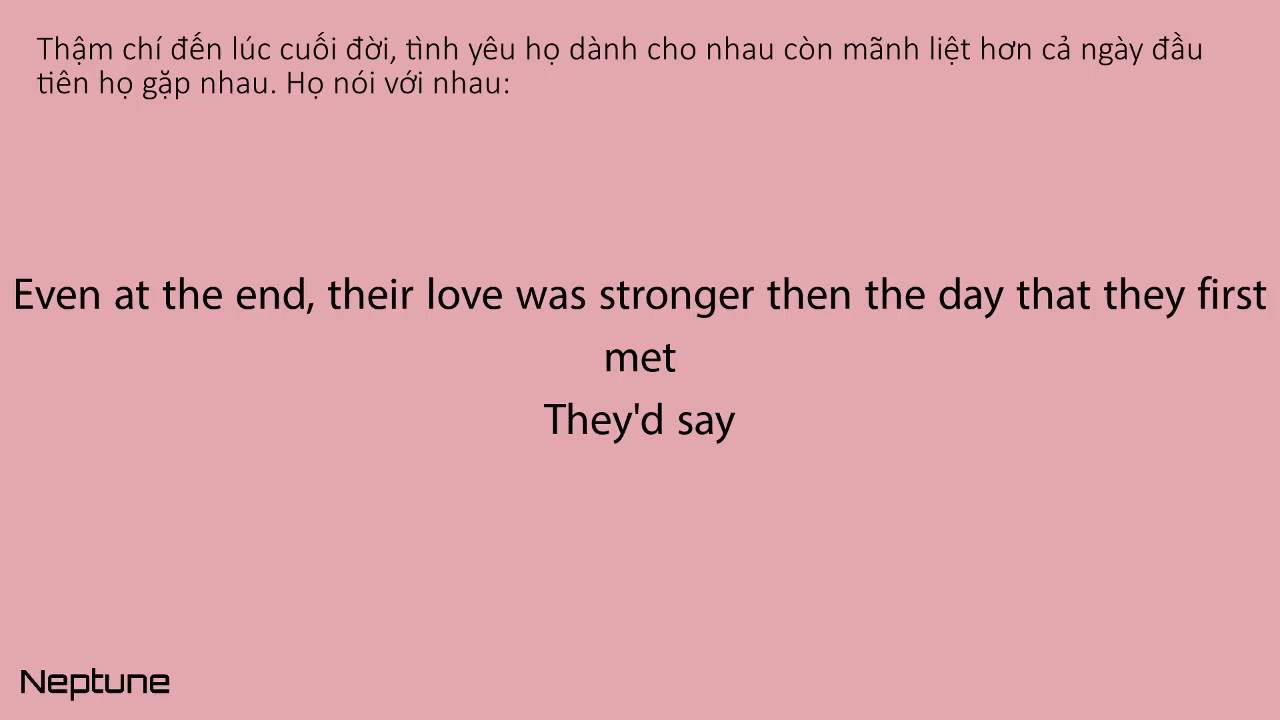 Thậm chí đến lúc cuối đời, tình yêu họ dành cho nhau còn mãnh liệt hơn cả ngày đầu
tiên họ gặp nhau. Họ nói với nhau:
Even at the end, their love was stronger then the day that they first
met
They'd say
Neptune